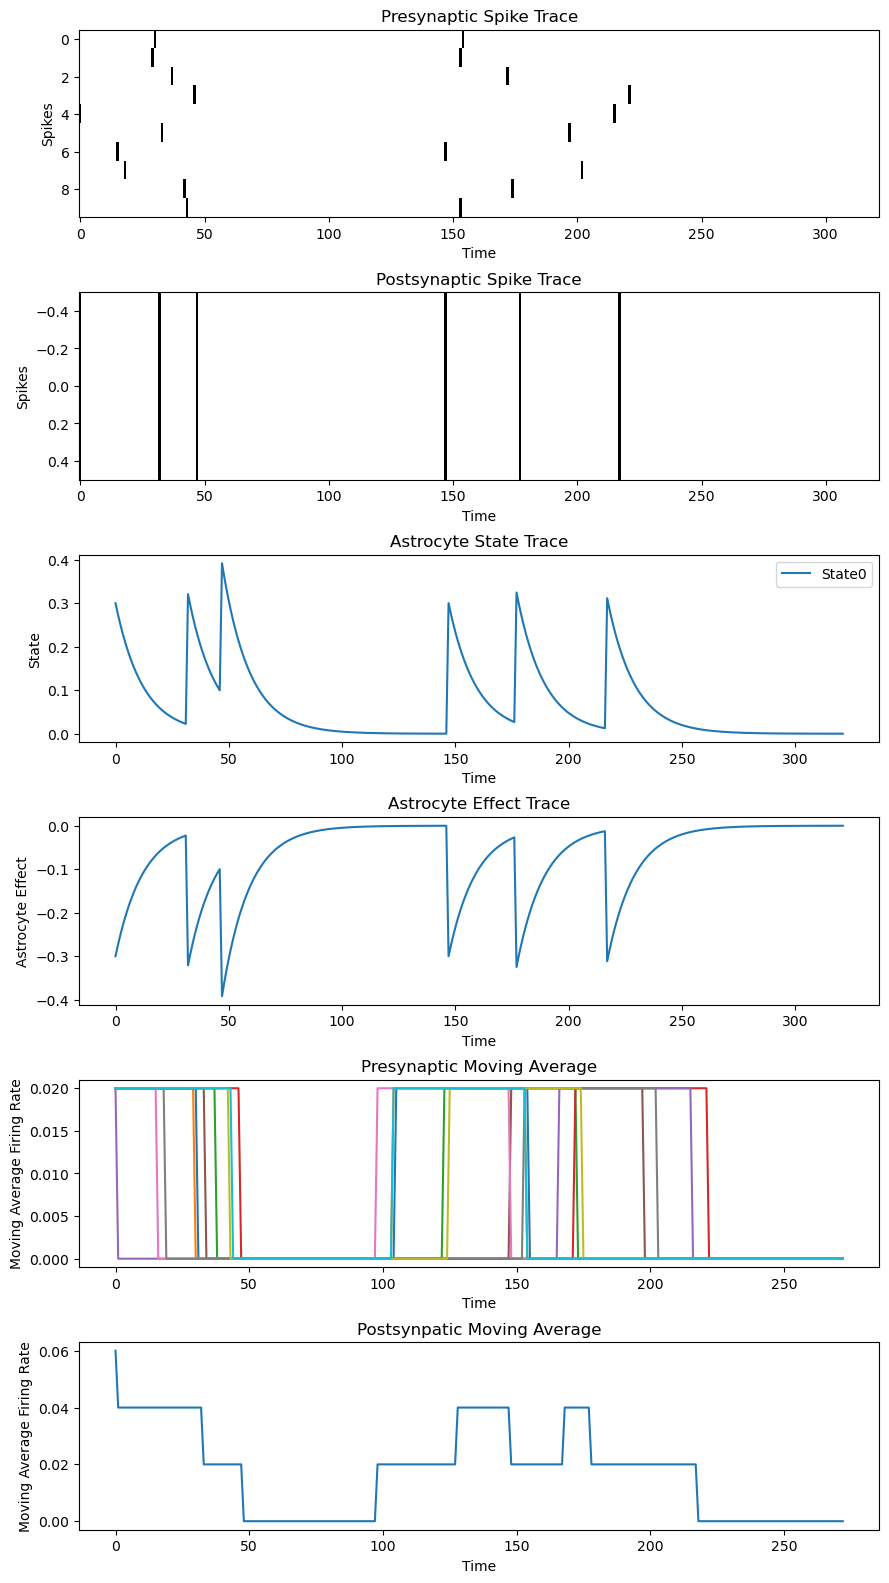 Presynaptic Spike Trace
Spikes
0
2
4
6
8
0 50 100 150 200 250 300
Time
Postsynaptic Spike Trace
Spikes
−0.4
−0.2
0.0
0.2
0.4
0 50 100 150 200 250 300
Time
Astrocyte State Trace
State
0.4
0.3
0.2
0.1
0.0
State0
0 50 100 150 200 250 300
Time
Astrocyte Effect Trace
Astrocyte Effect
0.0
−0.1
−0.2
−0.3
−0.4
0 50 100 150 200 250 300
Time
Presynaptic Moving Average
Moving Average Firing Rate
0.020
0.015
0.010
0.005
0.000
0 50 100 150 200 250
Time
Postsynpatic Moving Average
Moving Average Firing Rate
0.06
0.04
0.02
0.00
0 50 100 150 200 250
Time